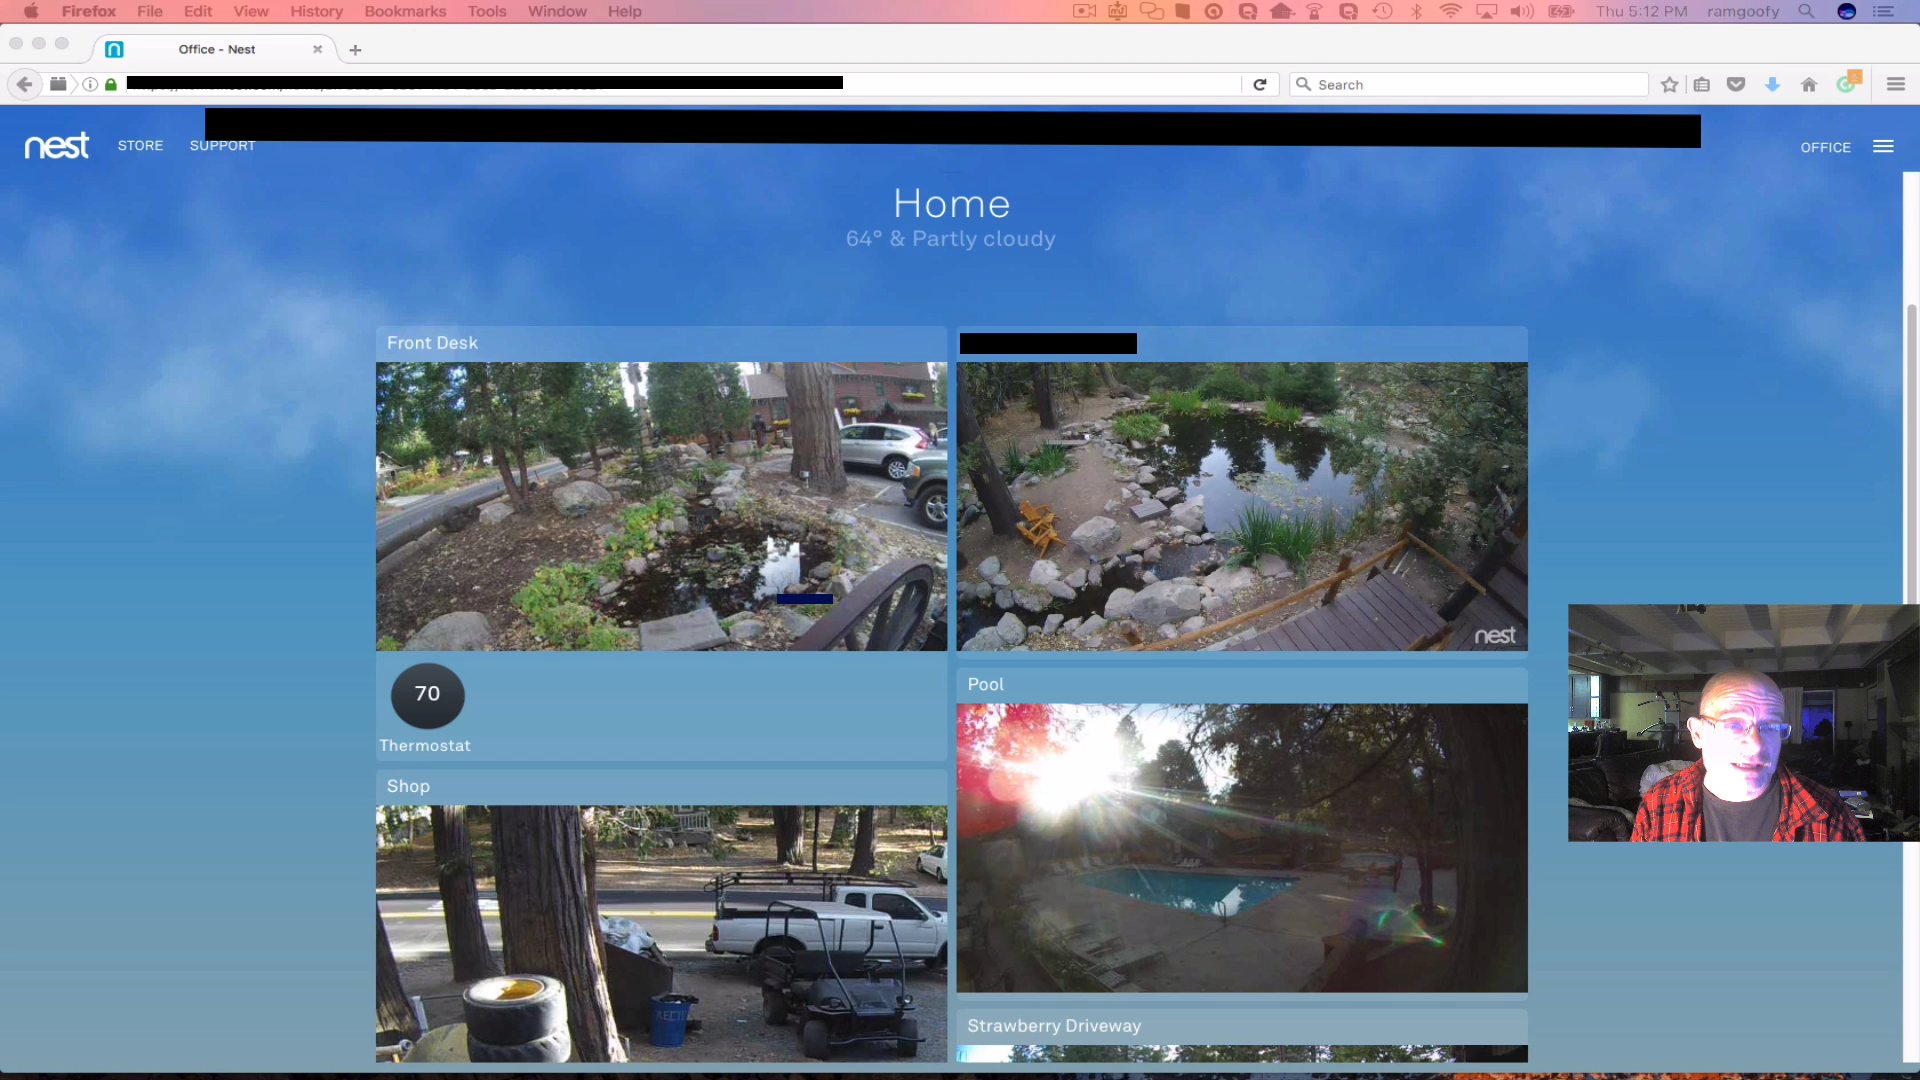 Firefox File Edit View History Bookmarks Tools Window Help Thu 5:12 PM ramgoofy
Office - Nest
Search
nest STORE SUPPORT OFFICE
Home
64° & Partly cloudy
Front Desk
nest
70
Thermostat
Pool
Shop
RECYC
Strawberry Driveway